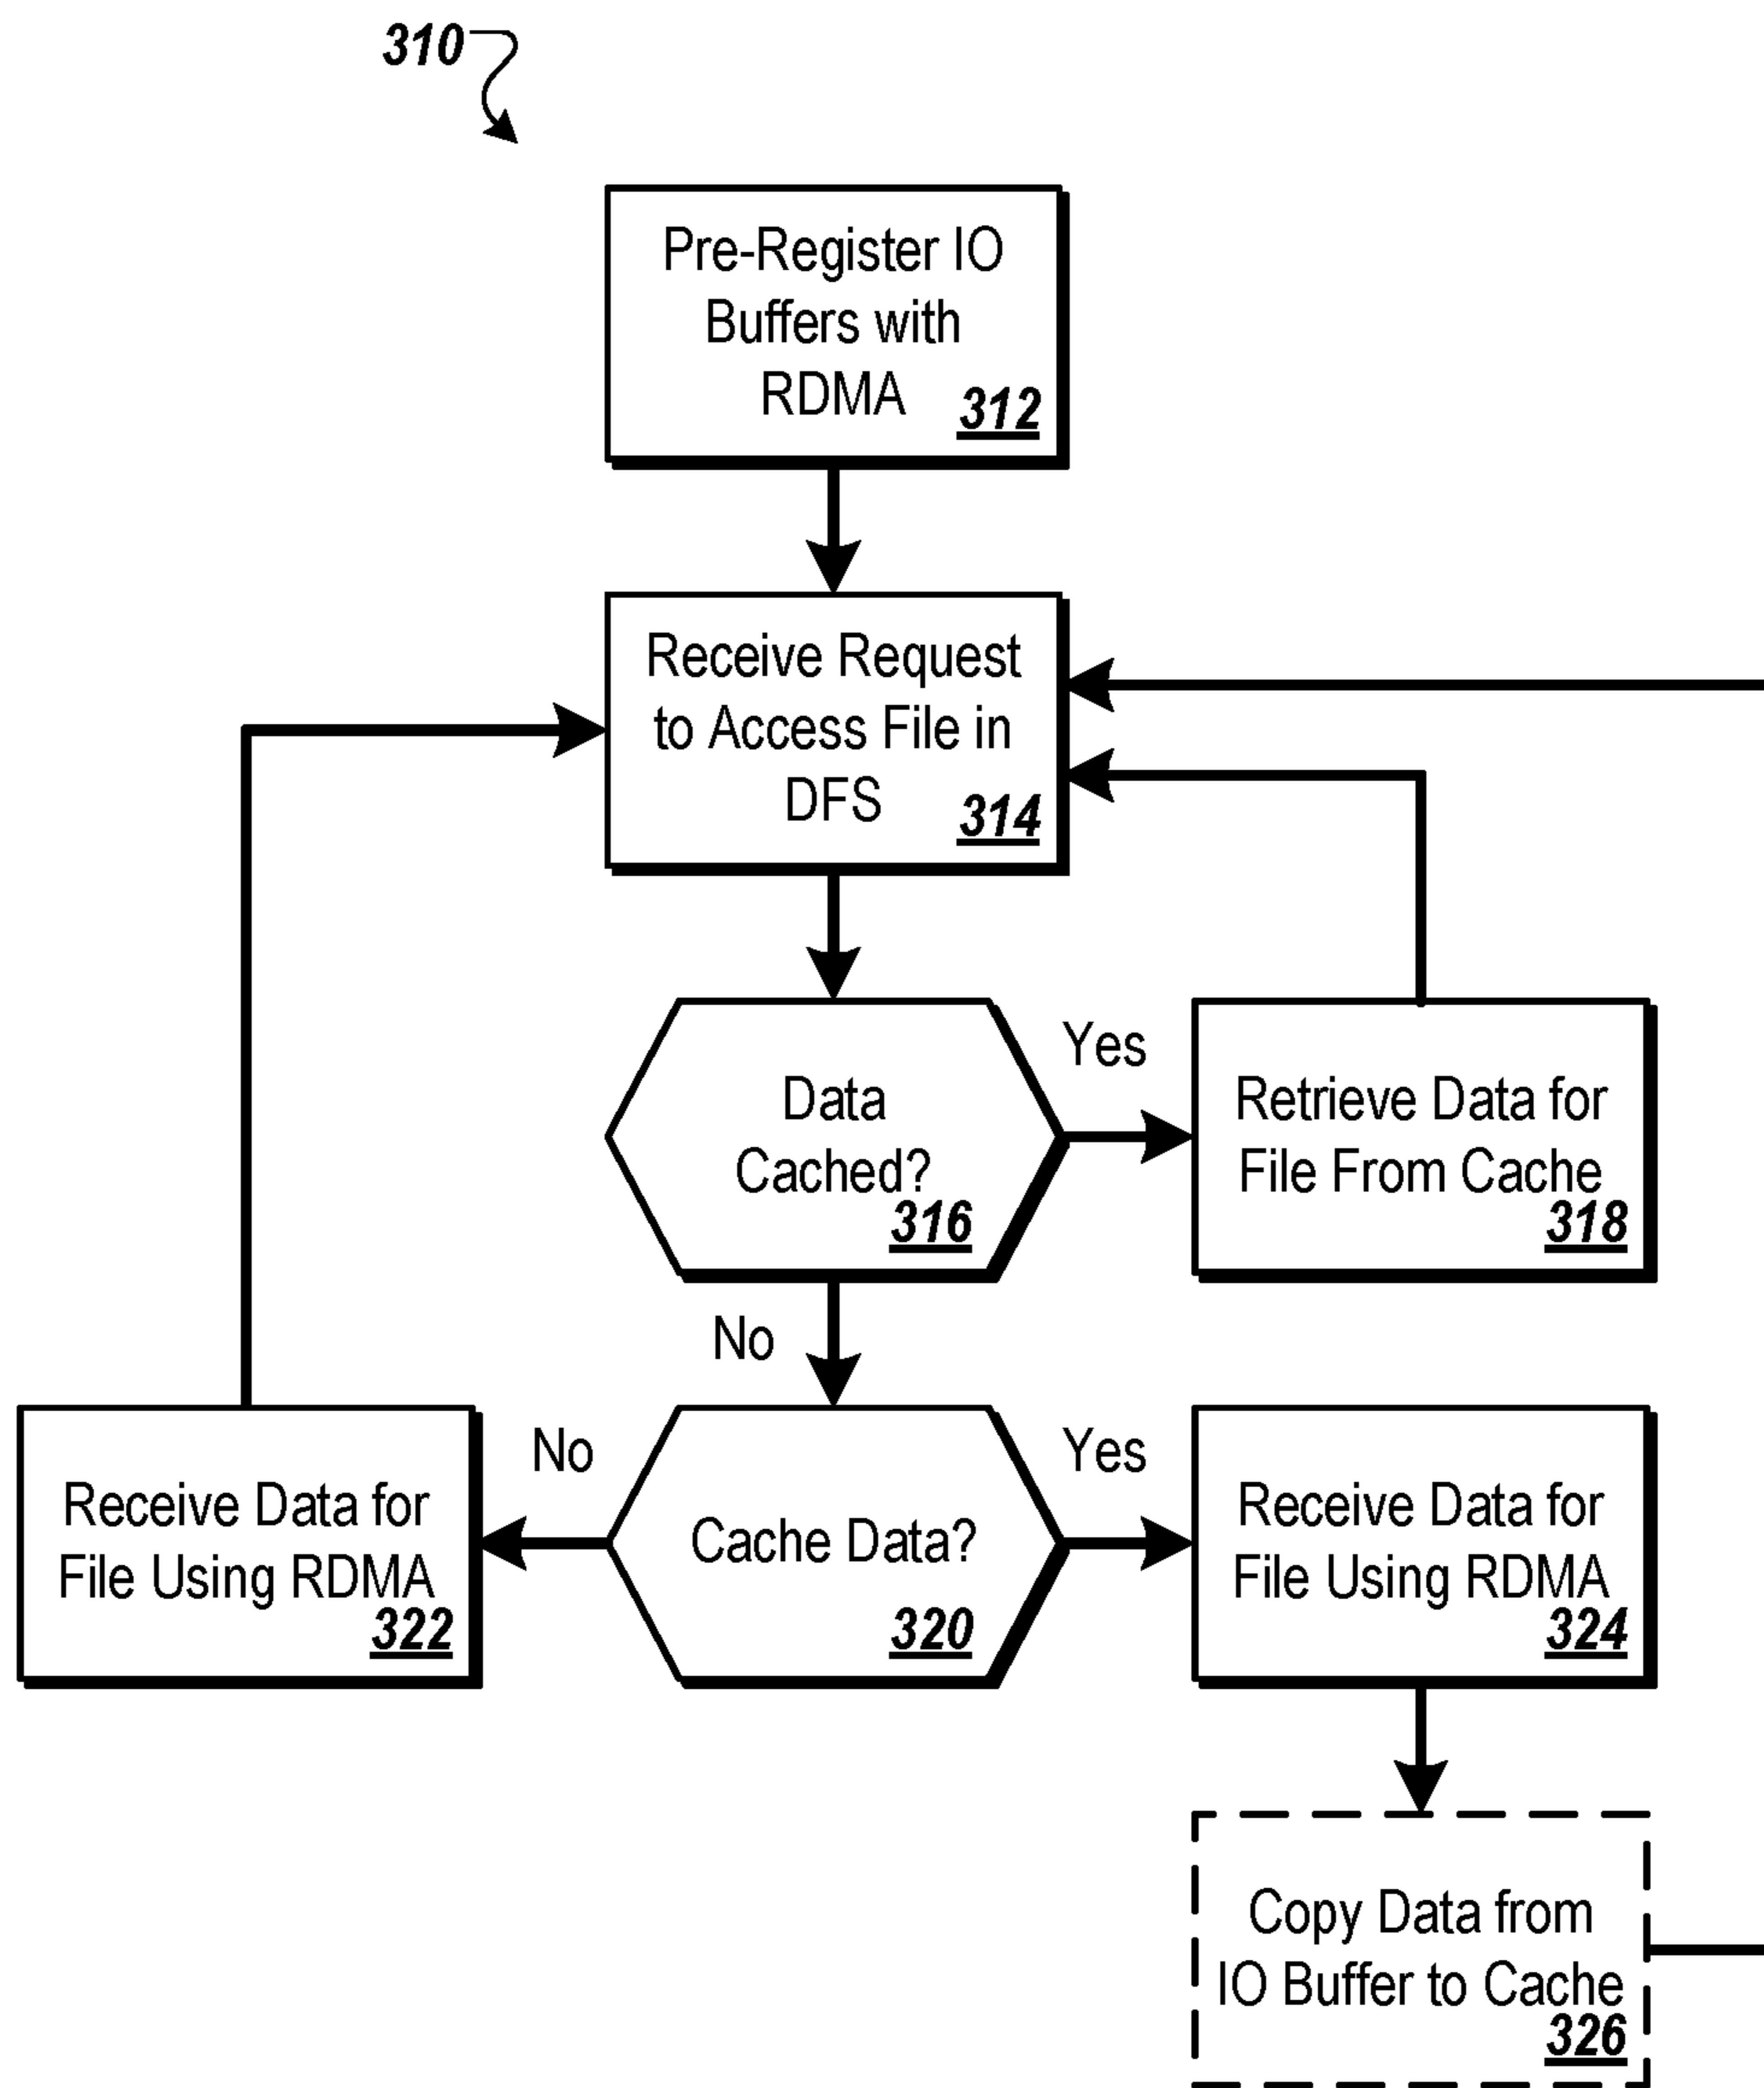 310
Pre-Register IO
Buffers with
RDMA
312
Receive Request
to Access File in
DFS
314
Data
Cached?
316
Yes
Retrieve Data for
File From Cache
318
No
Receive Data for
File Using RDMA
322
No
Cache Data?
320
Yes
Receive Data for
File Using RDMA
324
Copy Data from
IO Buffer to Cache
326